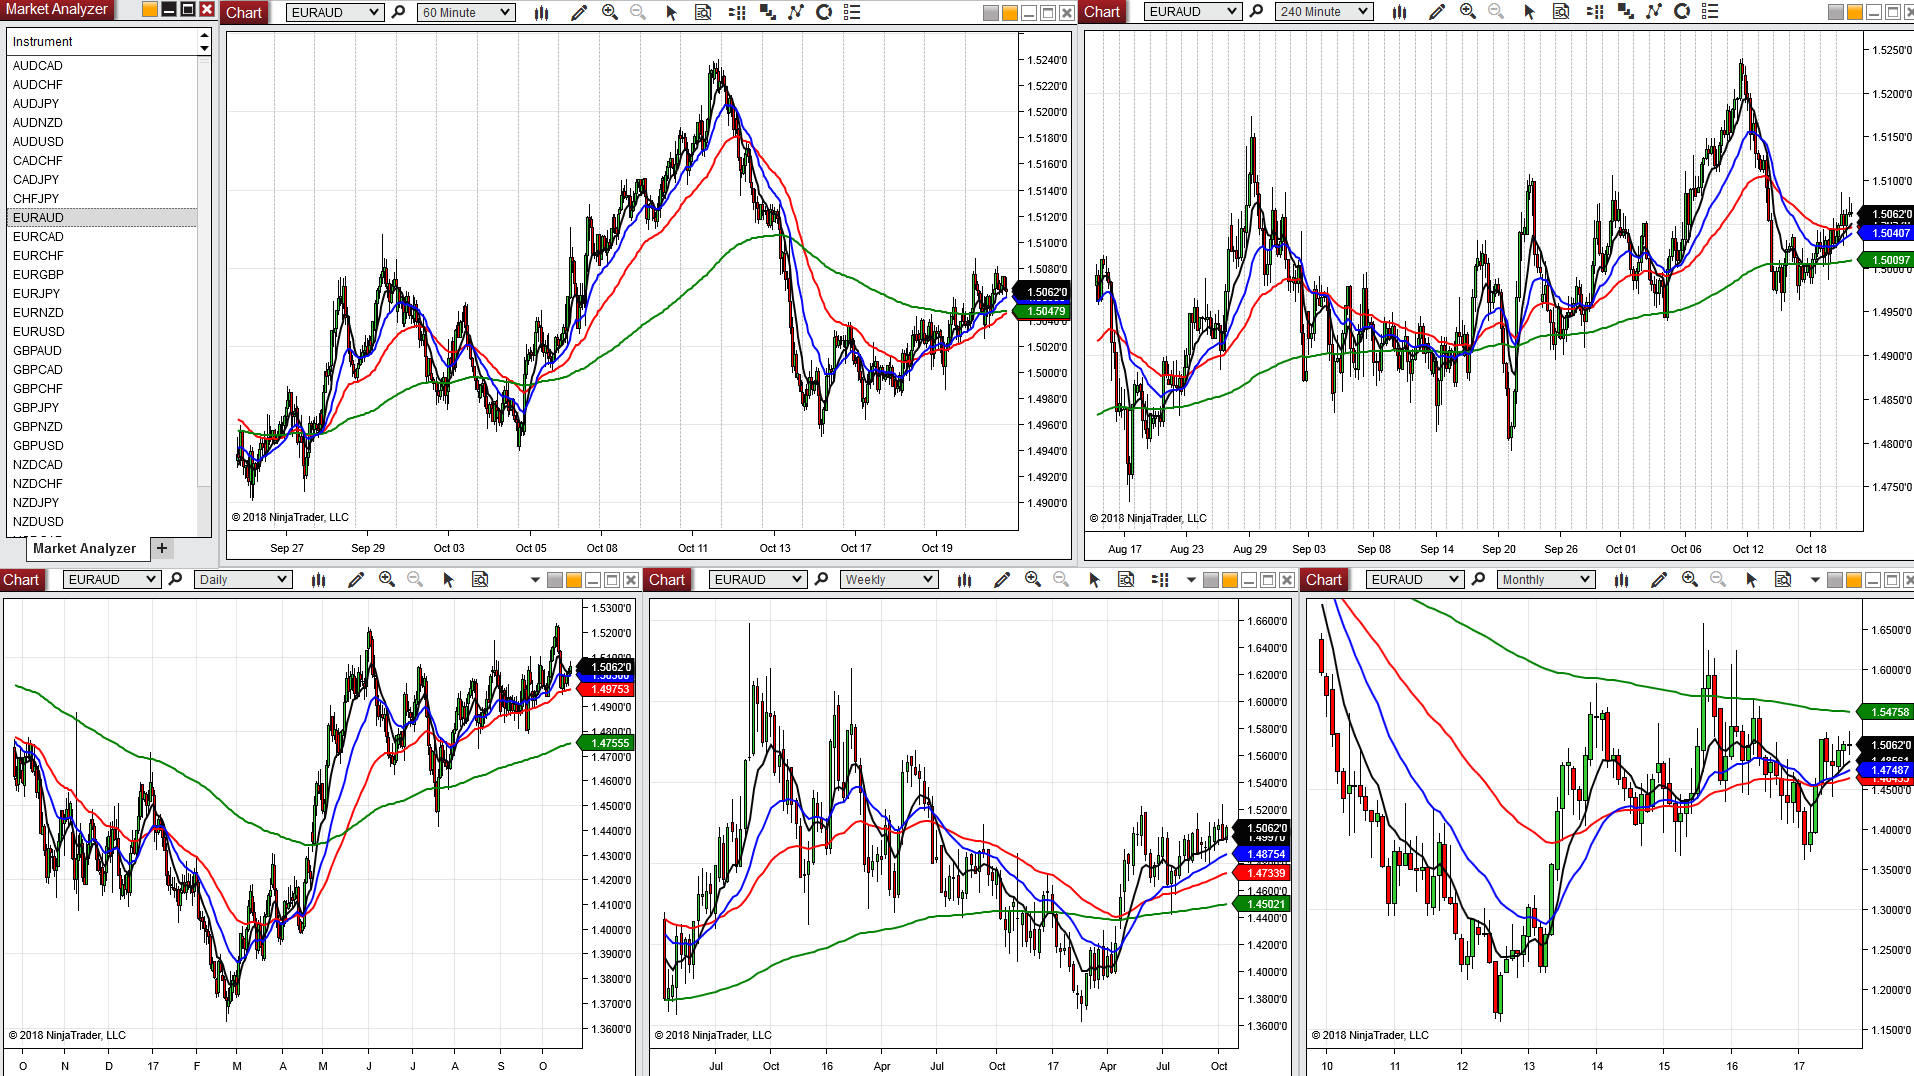 Market Analyzer
Instrument
AUDCAD
AUDCHF
AUDJPY
AUDNZD
AUDUSD
CADCHF
CADJPY
CHFJPY
EURAUD
EURCAD
EURCHF
EURGBP
EURJPY
EURNZD
EURUSD
GBPAUD
GBPCAD
GBPCHF
GBPJPY
GBPNZD
GBPUSD
NZDCAD
NZDCHF
NZDJPY
NZDUSD
Market Analyzer +
Chart EURAUD 60 Minute
1.5240'0
1.5220'0
1.5200'0
1.5180'0
1.5160'0
1.5140'0
1.5120'0
1.5100'0
1.5080'0
1.5062'0
1.50479
1.5040'0
1.5020'0
1.5000'0
1.4980'0
1.4960'0
1.4940'0
1.4920'0
1.4900'0
© 2018 NinjaTrader, LLC
Sep 27 Sep 29 Oct 03 Oct 05 Oct 08 Oct 11 Oct 13 Oct 17 Oct 19
Chart EURAUD 240 Minute
1.5250'0
1.5200'0
1.5150'0
1.5100'0
1.5062'0
1.50407
1.50097
1.5000'0
1.4950'0
1.4900'0
1.4850'0
1.4800'0
1.4750'0
© 2018 NinjaTrader, LLC
Aug 17 Aug 23 Aug 29 Sep 03 Sep 08 Sep 14 Sep 20 Sep 26 Oct 01 Oct 06 Oct 12 Oct 18
Chart EURAUD Daily
1.5300'0
1.5200'0
1.5062'0
1.49753
1.4900'0
1.4800'0
1.47555
1.4700'0
1.4600'0
1.4500'0
1.4400'0
1.4300'0
1.4200'0
1.4100'0
1.4000'0
1.3900'0
1.3800'0
1.3700'0
1.3600'0
© 2018 NinjaTrader, LLC
O N D 17 F M A M J J A S O
Chart EURAUD Weekly
1.6600'0
1.6400'0
1.6200'0
1.6000'0
1.5800'0
1.5600'0
1.5400'0
1.5200'0
1.5062'0
1.48754
1.47339
1.4600'0
1.45021
1.4400'0
1.4200'0
1.4000'0
1.3800'0
1.3600'0
© 2018 NinjaTrader, LLC
Jul Oct 16 Apr Jul Oct 17 Apr Jul Oct
Chart EURAUD Monthly
1.6500'0
1.6000'0
1.54758
1.5062'0
1.47487
1.4500'0
1.4000'0
1.3500'0
1.3000'0
1.2500'0
1.2000'0
1.1500'0
© 2018 NinjaTrader, LLC
10 11 12 13 14 15 16 17